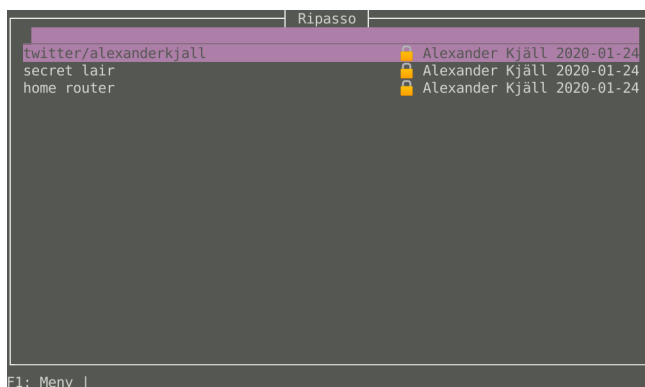 Ripasso
twitter/alexanderkjall 🔒 Alexander Kjäll 2020-01-24
secret lair 🔒 Alexander Kjäll 2020-01-24
home router 🔒 Alexander Kjäll 2020-01-24
F1: Meny |